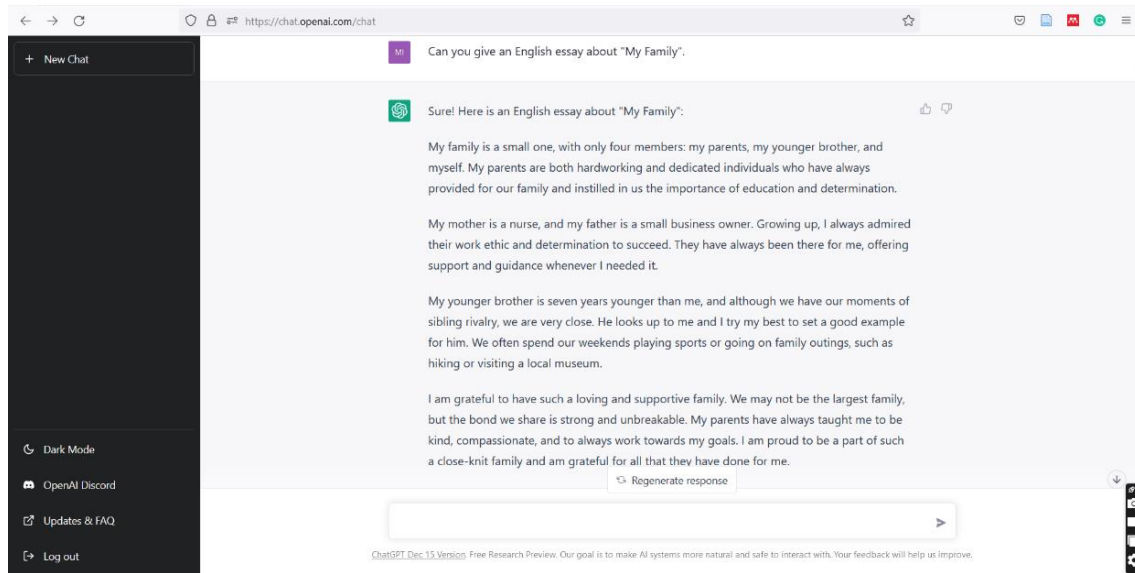 https://chat.openai.com/chat
+ New Chat
MI
Can you give an English essay about "My Family".
Sure! Here is an English essay about "My Family":
My family is a small one, with only four members: my parents, my younger brother, and
myself. My parents are both hardworking and dedicated individuals who have always
provided for our family and instilled in us the importance of education and determination.
My mother is a nurse, and my father is a small business owner. Growing up, I always admired
their work ethic and determination to succeed. They have always been there for me, offering
support and guidance whenever I needed it.
My younger brother is seven years younger than me, and although we have our moments of
sibling rivalry, we are very close. He looks up to me and I try my best to set a good example
for him. We often spend our weekends playing sports or going on family outings, such as
hiking or visiting a local museum.
I am grateful to have such a loving and supportive family. We may not be the largest family,
but the bond we share is strong and unbreakable. My parents have always taught me to be
kind, compassionate, and to always work towards my goals. I am proud to be a part of such
a close-knit family and am grateful for all that they have done for me.
Regenerate response
Dark Mode
OpenAI Discord
Updates & FAQ
Log out
ChatGPT Dec 15 Version. Free Research Preview. Our goal is to make AI systems more natural and safe to interact with. Your feedback will help us improve.